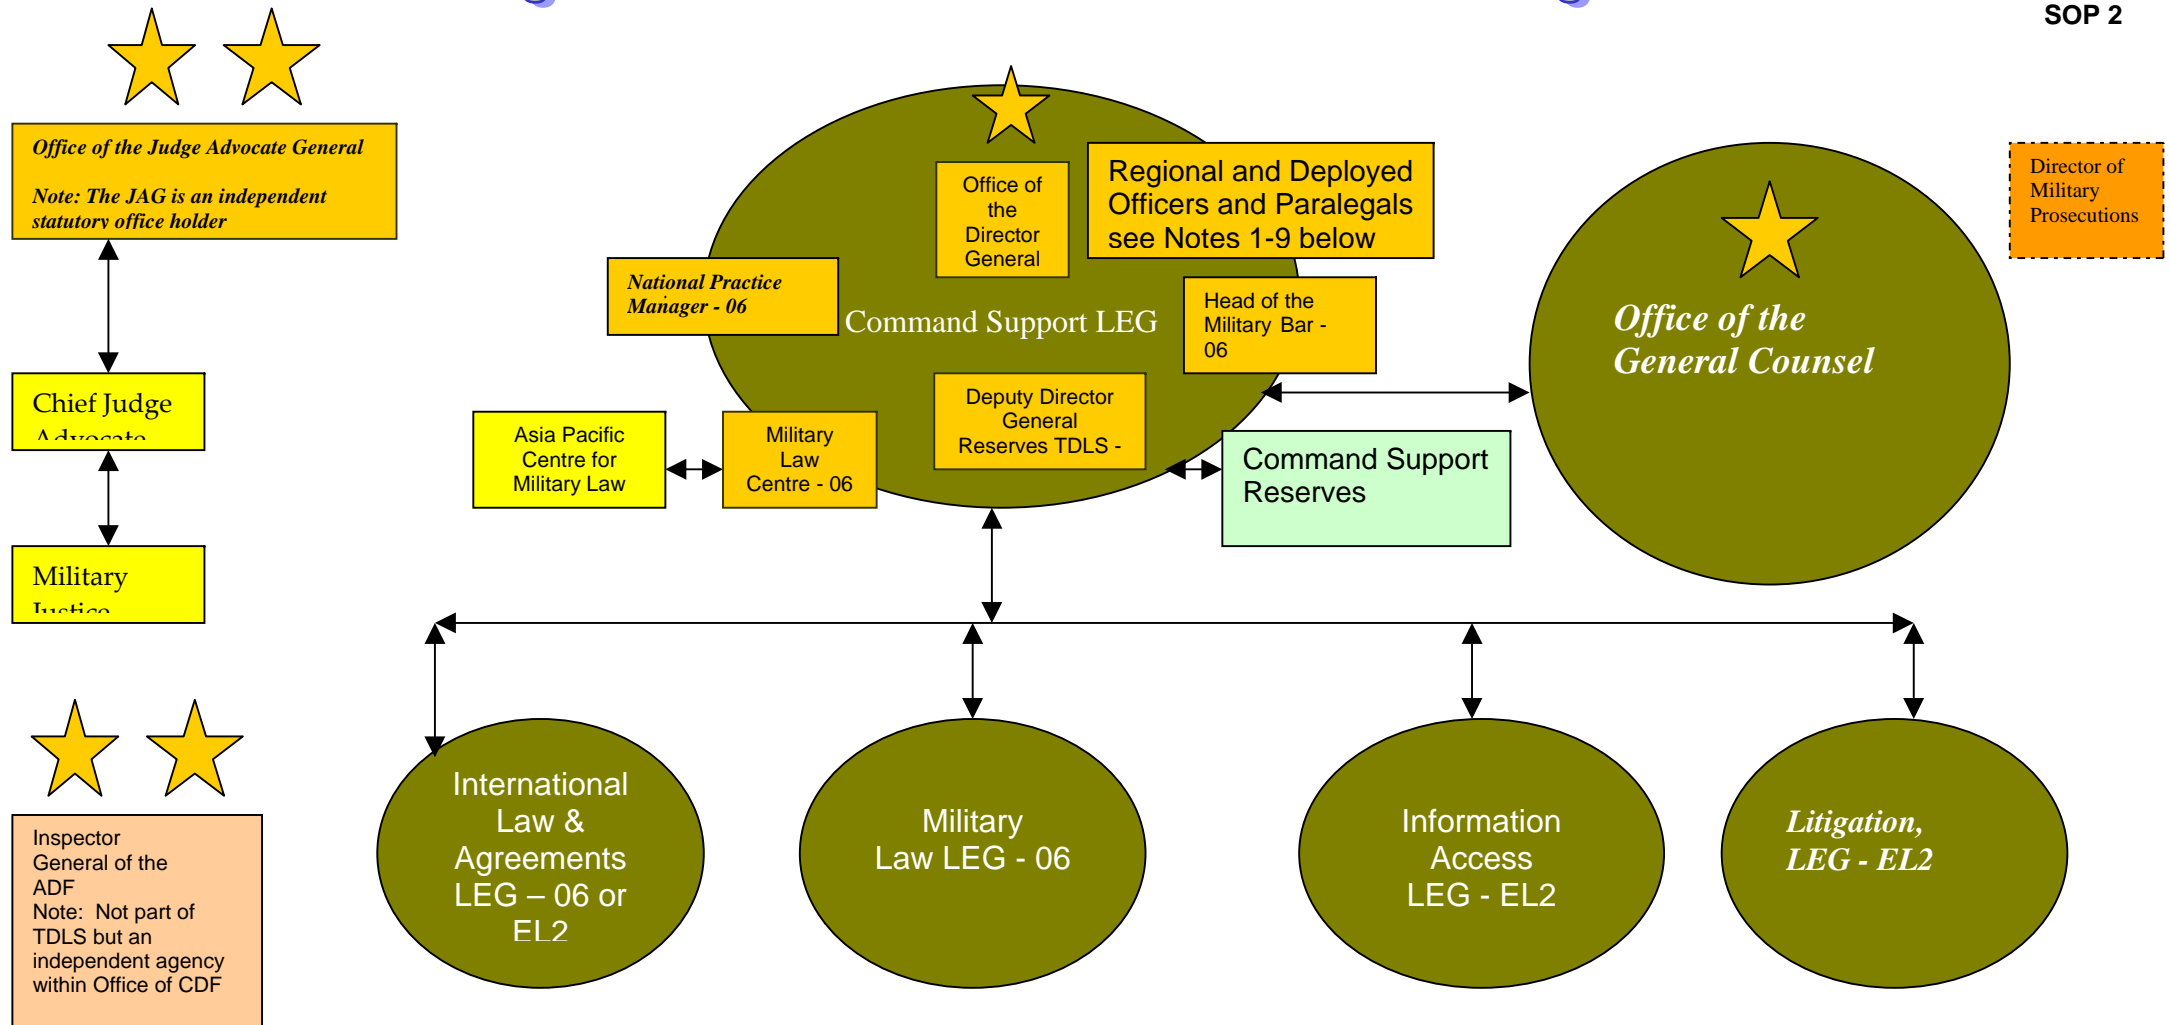 SOP 2
Office of the Judge Advocate General
Note: The JAG is an independent
statutory office holder
Chief Judge
Advocate
Military
Justice
Inspector
General of the
ADF
Note: Not part of
TDLS but an
independent agency
within Office of CDF
Office of
the
Director
General
Regional and Deployed
Officers and Paralegals
see Notes 1-9 below
National Practice
Manager - 06
Command Support LEG
Head of the
Military Bar -
06
Deputy Director
General
Reserves TDLS -
Asia Pacific
Centre for
Military Law
Military
Law
Centre - 06
Command Support
Reserves
Office of the
General Counsel
Director of
Military
Prosecutions
International
Law &
Agreements
LEG – 06 or
EL2
Military
Law LEG - 06
Information
Access
LEG - EL2
Litigation,
LEG - EL2